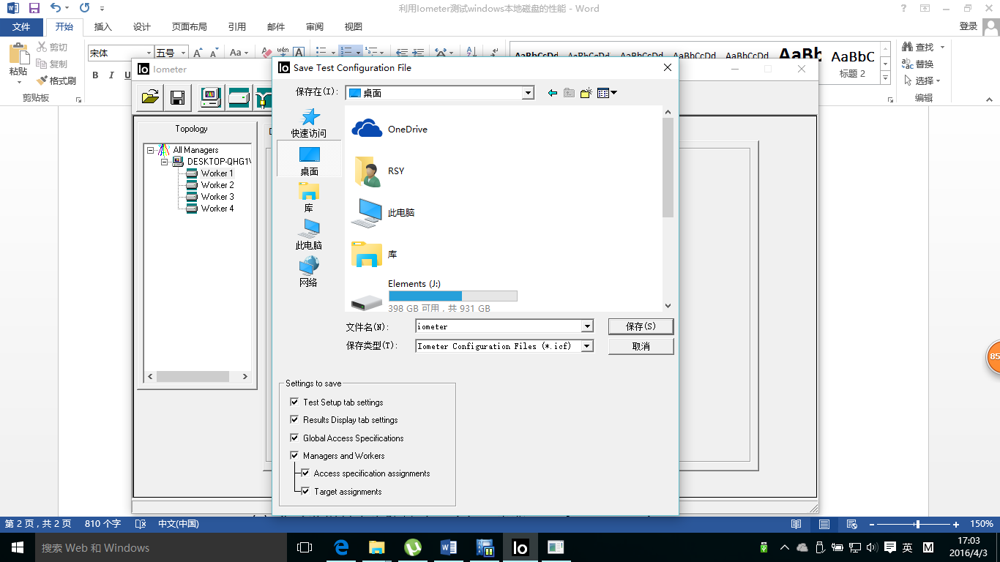 利用Iometer测试windows本地磁盘的性能 - Word
文件 开始 插入 设计 页面布局 引用 邮件 审阅 视图 登录
粘贴
剪切
复制
格式刷
剪贴板
宋体 五号
Aa
wén
A
B I U
AaBbCcDd AaBbCcDd AaBbCcDd AaBbCcDd AaBbCcDd AaBb AaBbC
标题 2
查找
替换
选择
编辑
Iometer
Topology
All Managers
DESKTOP-QHG1
Worker 1
Worker 2
Worker 3
Worker 4
Save Test Configuration File
保存在(I): 桌面
快速访问
桌面
库
此电脑
网络
OneDrive
RSY
此电脑
库
Elements (J:)
398 GB 可用，共 931 GB
文件名(N): iometer 保存(S)
保存类型(T): Iometer Configuration Files (*.icf) 取消
Settings to save
Test Setup tab settings
Results Display tab settings
Global Access Specifications
Managers and Workers
Access specification assignments
Target assignments
85
第 2 页，共 2 页 810 个字 中文(中国) 150%
搜索 Web 和 Windows
英 M
17:03
2016/4/3